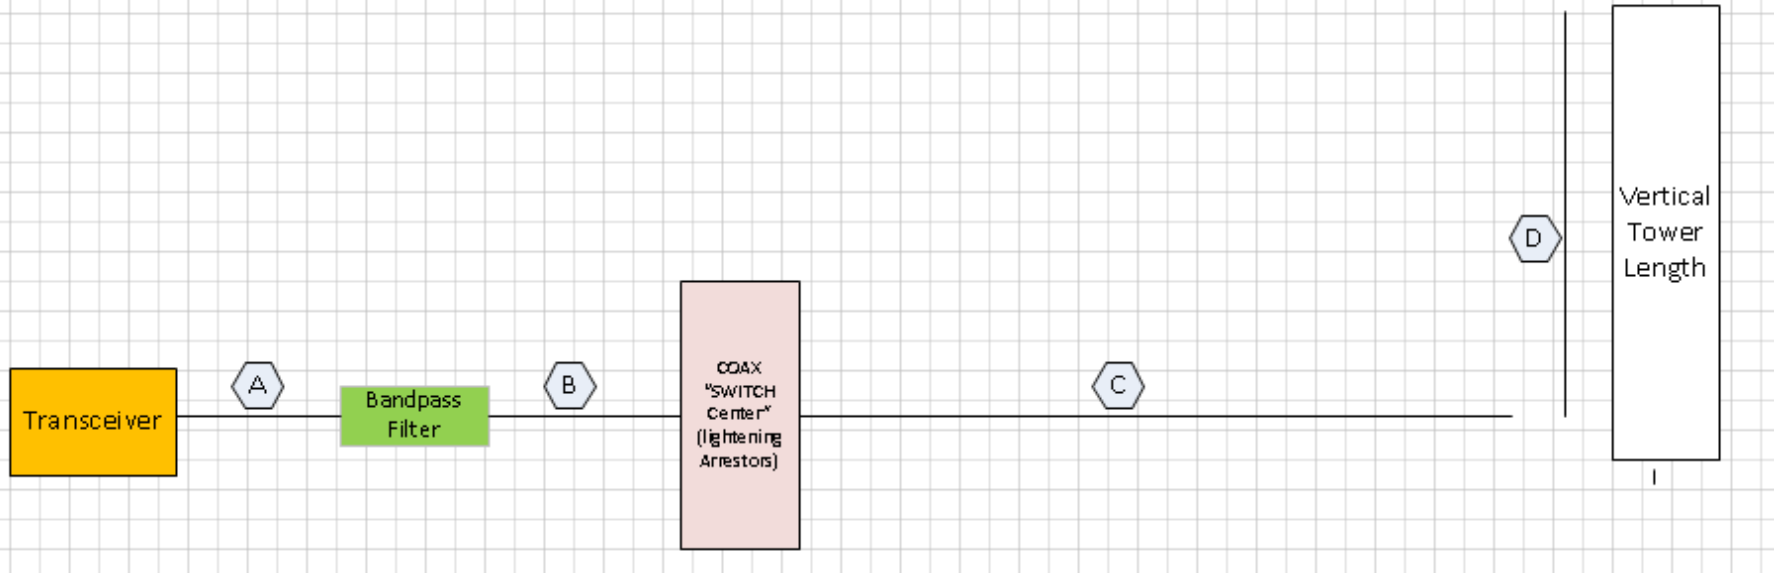 Transceiver
A
Bandpass
Filter
B
COAX
"SWITCH
Center"
(lightening
Arrestors)
C
D
Vertical
Tower
Length